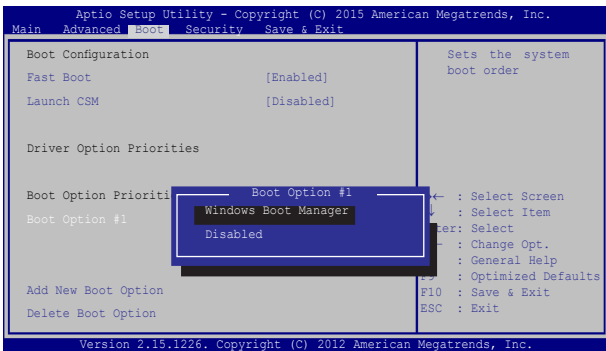 Aptio Setup Utility - Copyright (C) 2015 American Megatrends, Inc.
Main Advanced Boot Security Save & Exit
Boot Configuration
Fast Boot [Enabled]
Launch CSM [Disabled]
Driver Option Priorities
Boot Option Prioriti
Boot Option #1
Add New Boot Option
Delete Boot Option
Boot Option #1
Windows Boot Manager
Disabled
Sets the system
boot order
→← : Select Screen
: Select Item
ter: Select
- : Change Opt.
: General Help
F9 : Optimized Defaults
F10 : Save & Exit
ESC : Exit
Version 2.15.1226. Copyright (C) 2012 American Megatrends, Inc.